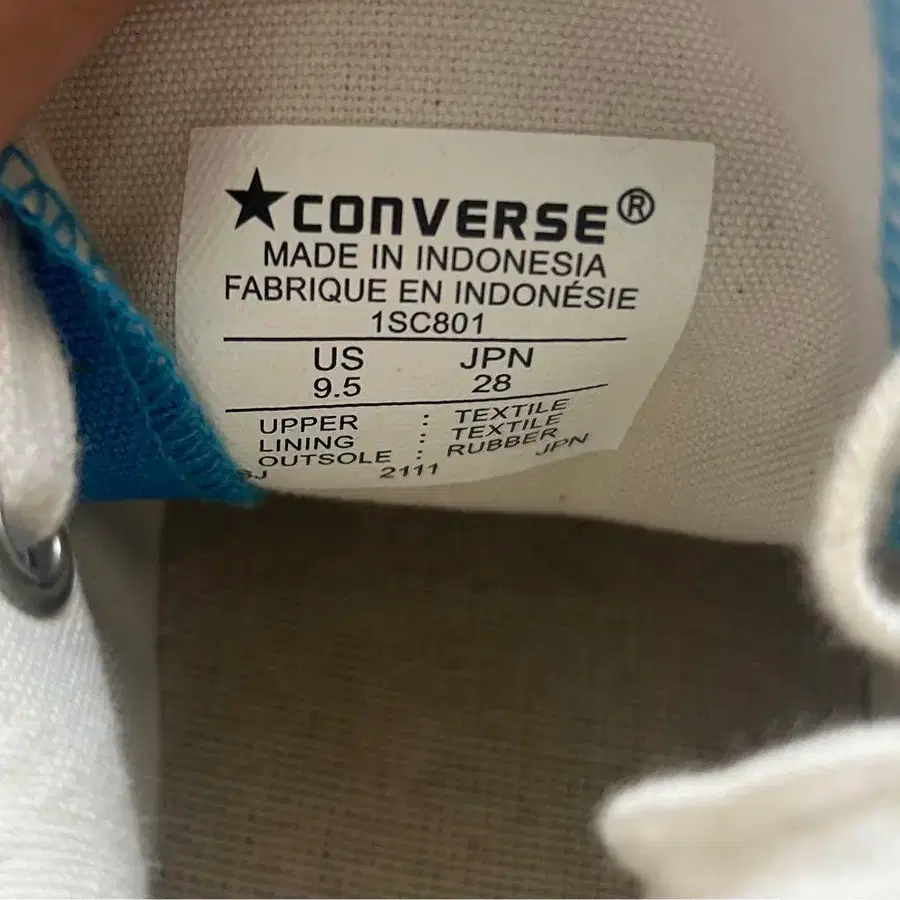 ★CONVERSE®
MADE IN INDONESIA
FABRIQUE EN INDONÉSIE
1SC801
US JPN
9.5 28
UPPER : TEXTILE
LINING : TEXTILE
OUTSOLE : RUBBER
2111 JPN